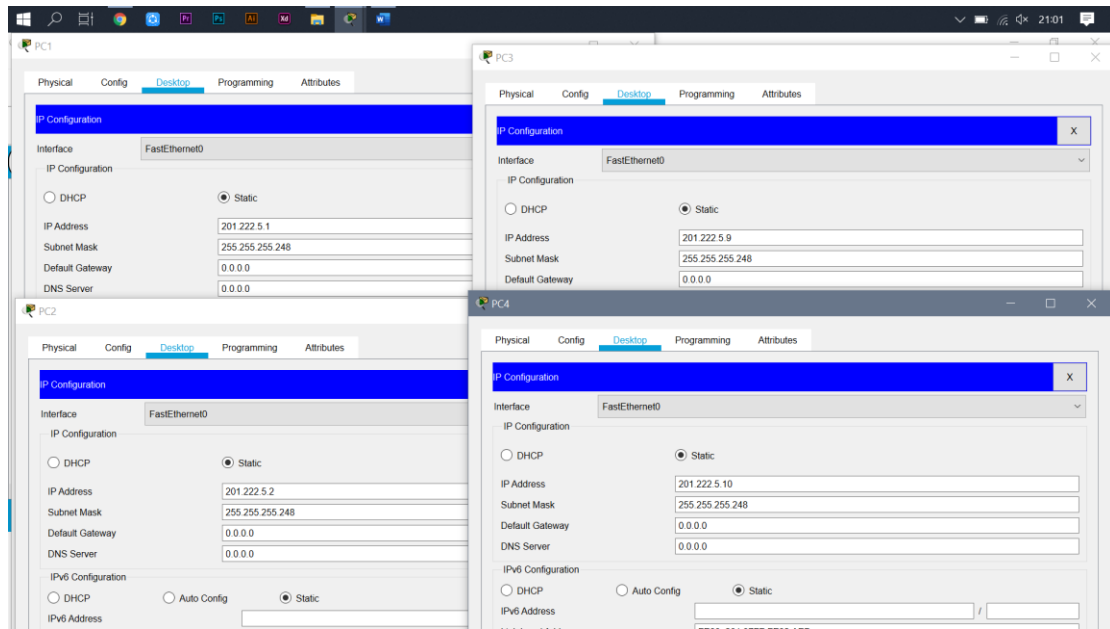 Pr Ps Ai Xd W 21:01
PC1
Physical Config Desktop Programming Attributes
IP Configuration
Interface FastEthernet0
IP Configuration
DHCP Static
IP Address 201.222.5.1
Subnet Mask 255.255.255.248
Default Gateway 0.0.0.0
DNS Server 0.0.0.0
PC3
Physical Config Desktop Programming Attributes
IP Configuration X
Interface FastEthernet0
IP Configuration
DHCP Static
IP Address 201.222.5.9
Subnet Mask 255.255.255.248
Default Gateway 0.0.0.0
PC2
Physical Config Desktop Programming Attributes
IP Configuration
Interface FastEthernet0
IP Configuration
DHCP Static
IP Address 201.222.5.2
Subnet Mask 255.255.255.248
Default Gateway 0.0.0.0
DNS Server 0.0.0.0
IPv6 Configuration
DHCP Auto Config Static
IPv6 Address
PC4
Physical Config Desktop Programming Attributes
IP Configuration X
Interface FastEthernet0
IP Configuration
DHCP Static
IP Address 201.222.5.10
Subnet Mask 255.255.255.248
Default Gateway 0.0.0.0
DNS Server 0.0.0.0
IPv6 Configuration
DHCP Auto Config Static
IPv6 Address /